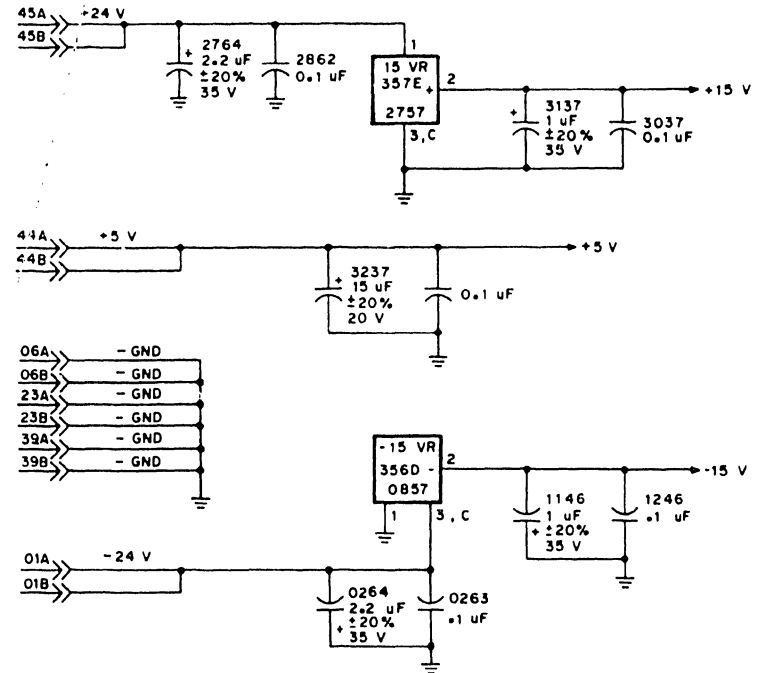 45A +24 V
45B
2764
2.2 uF
±20%
35 V
2862
0.1 uF
1
15 VR
357E +
2757
2
3, C
3137
1 uF
±20%
35 V
3037
0.1 uF
+15 V
44A +5 V
44B
3237
15 uF
±20%
20 V
0.1 uF
+5 V
06A - GND
06B - GND
23A - GND
23B - GND
39A - GND
39B - GND
-15 VR
356D -
0857
2
1
3, C
1146
1 uF
±20%
35 V
1246
.1 uF
-15 V
01A -24 V
01B
0264
2.2 uF
±20%
35 V
0263
.1 uF